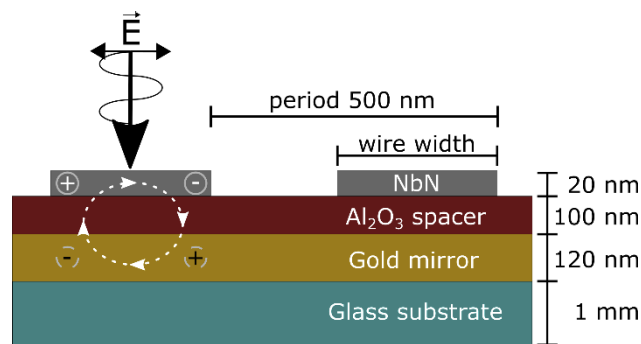 E
period 500 nm
wire width
+
-
NbN
20 nm
Al₂O₃ spacer
100 nm
-
+
Gold mirror
120 nm
Glass substrate
1 mm